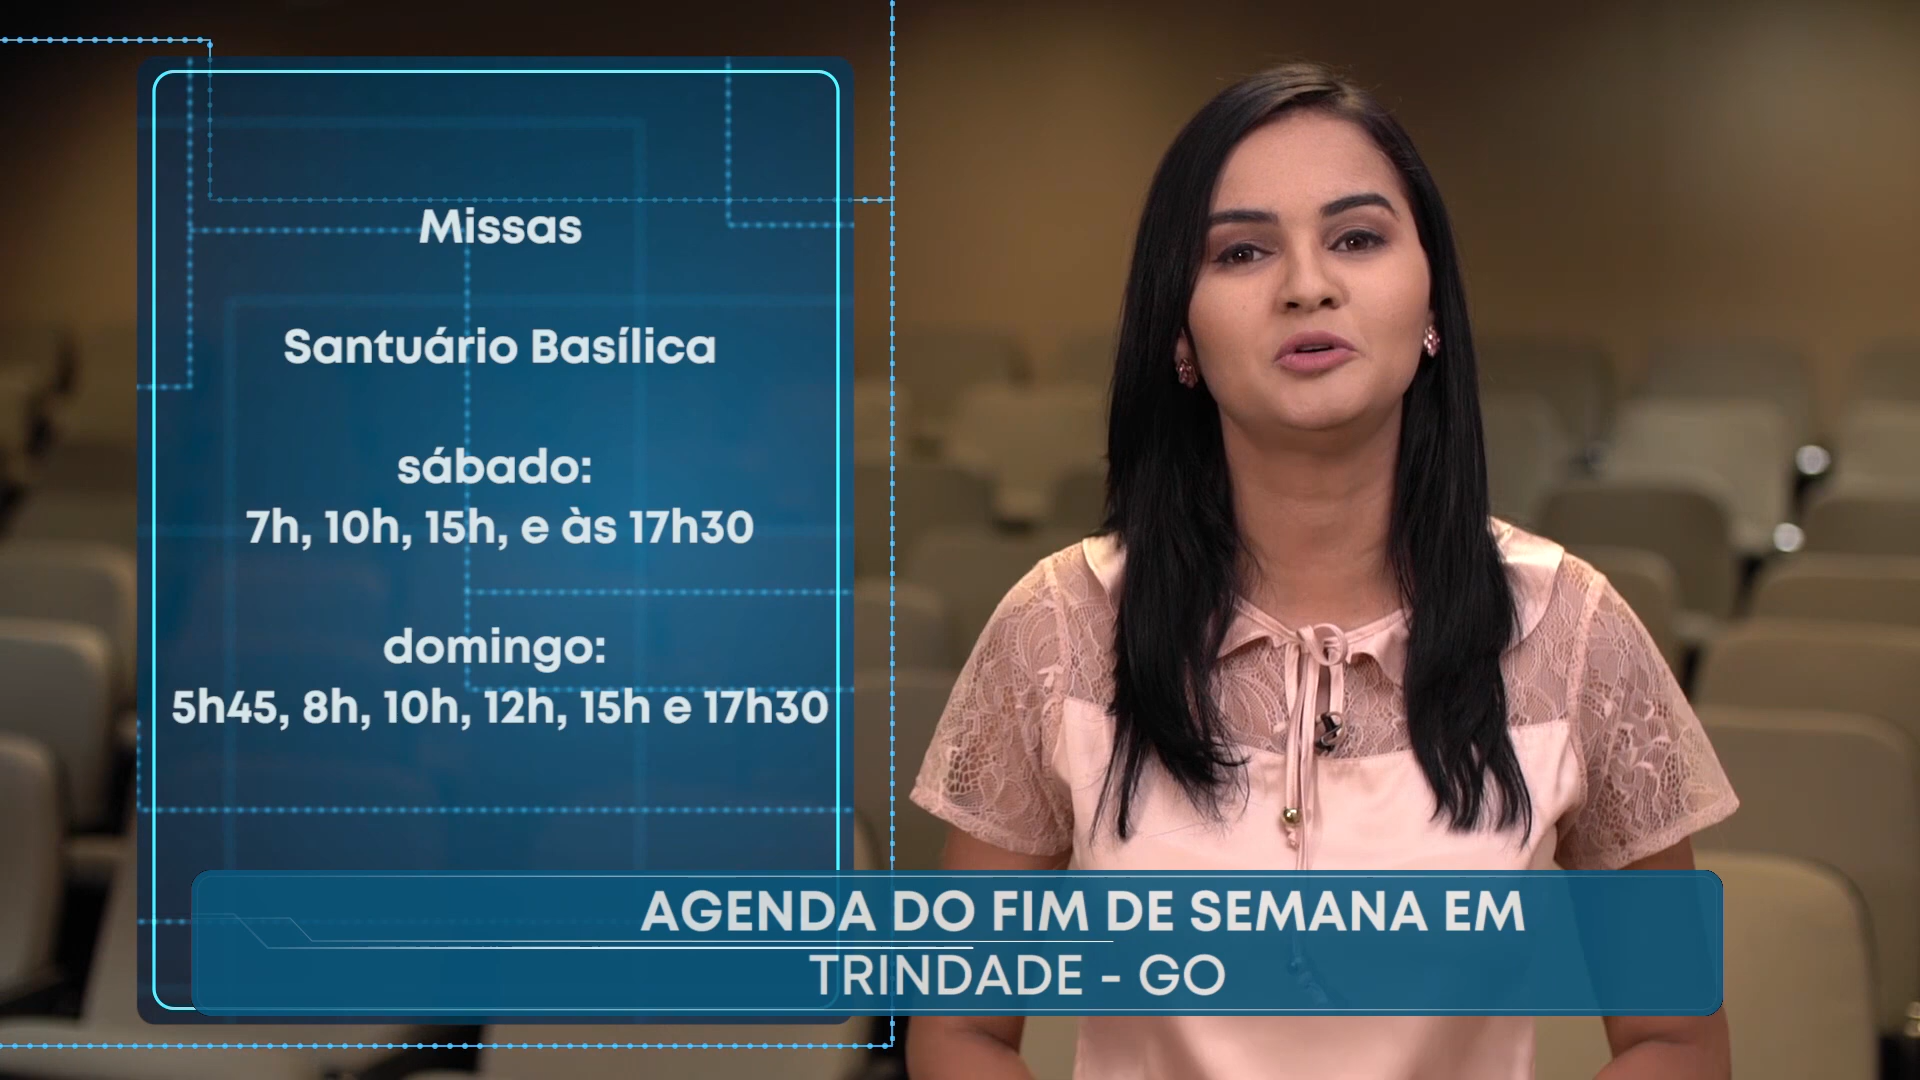 Missas
Santuário Basílica
sábado:
7h, 10h, 15h, e às 17h30
domingo:
5h45, 8h, 10h, 12h, 15h e 17h30
AGENDA DO FIM DE SEMANA EM
TRINDADE - GO